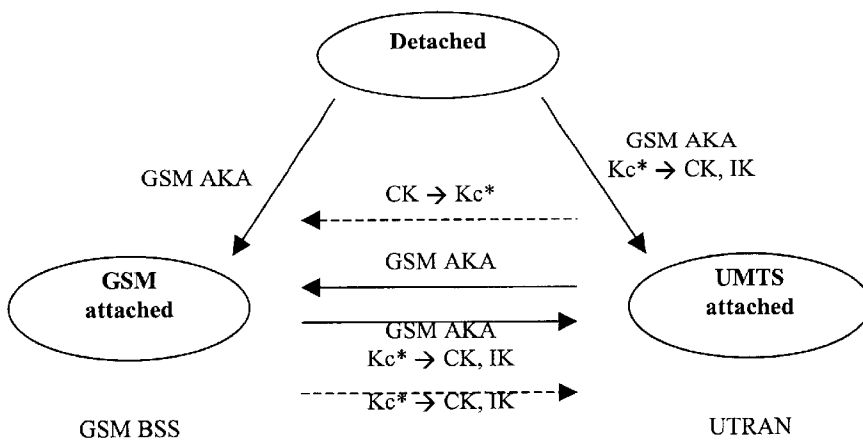 Detached
GSM AKA
GSM AKA
Kc* → CK, IK
CK → Kc*
GSM AKA
GSM
attached
UMTS
attached
GSM AKA
Kc* → CK, IK
Kc* → CK, IK
GSM BSS
UTRAN